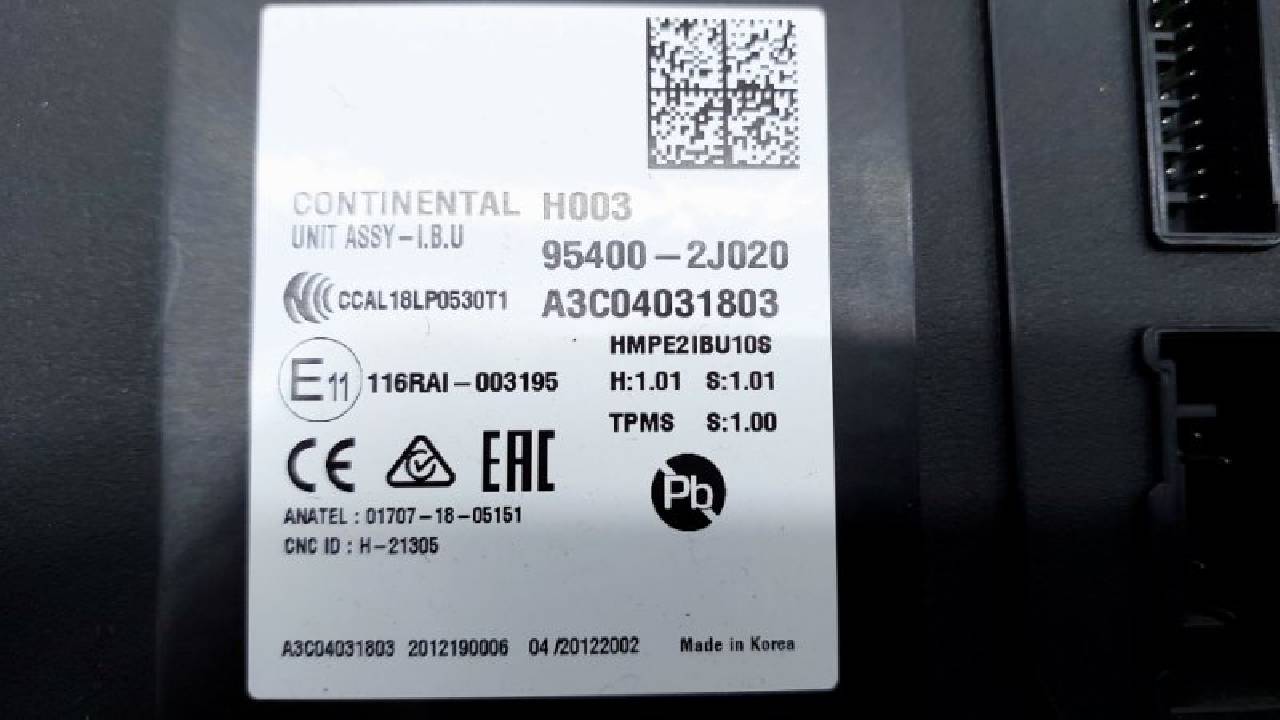 CONTINENTAL H003
UNIT ASSY-I.B.U
95400-2J020
CCAL18LP0530T1
A3C04031803
HMPE2IBU10S
E11 116RAI-003195
H:1.01 S:1.01
TPMS S:1.00
CE EAC
Pb
ANATEL : 01707-18-05151
CNC ID : H-21305
A3C04031803 2012190006 04 /20122002 Made in Korea